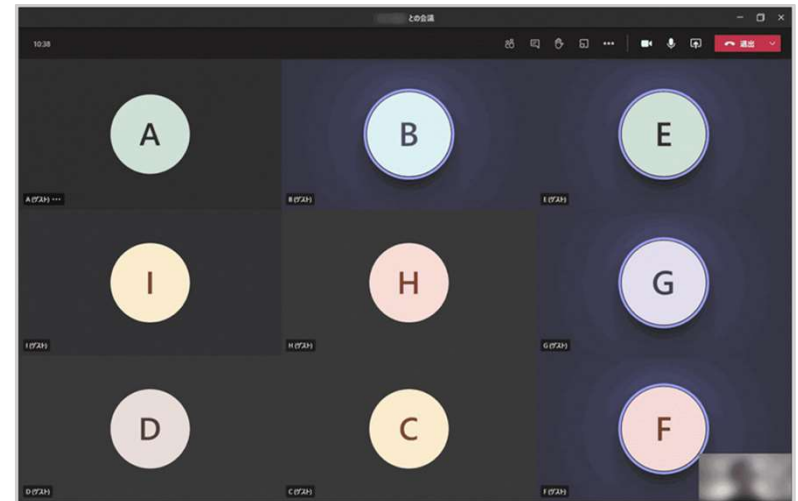 との会議
10:38
退出
A
B
E
A (ゲスト)
B (ゲスト)
E (ゲスト)
I
H
G
I (ゲスト)
H (ゲスト)
G (ゲスト)
D
C
F
D (ゲスト)
C (ゲスト)
F (ゲスト)